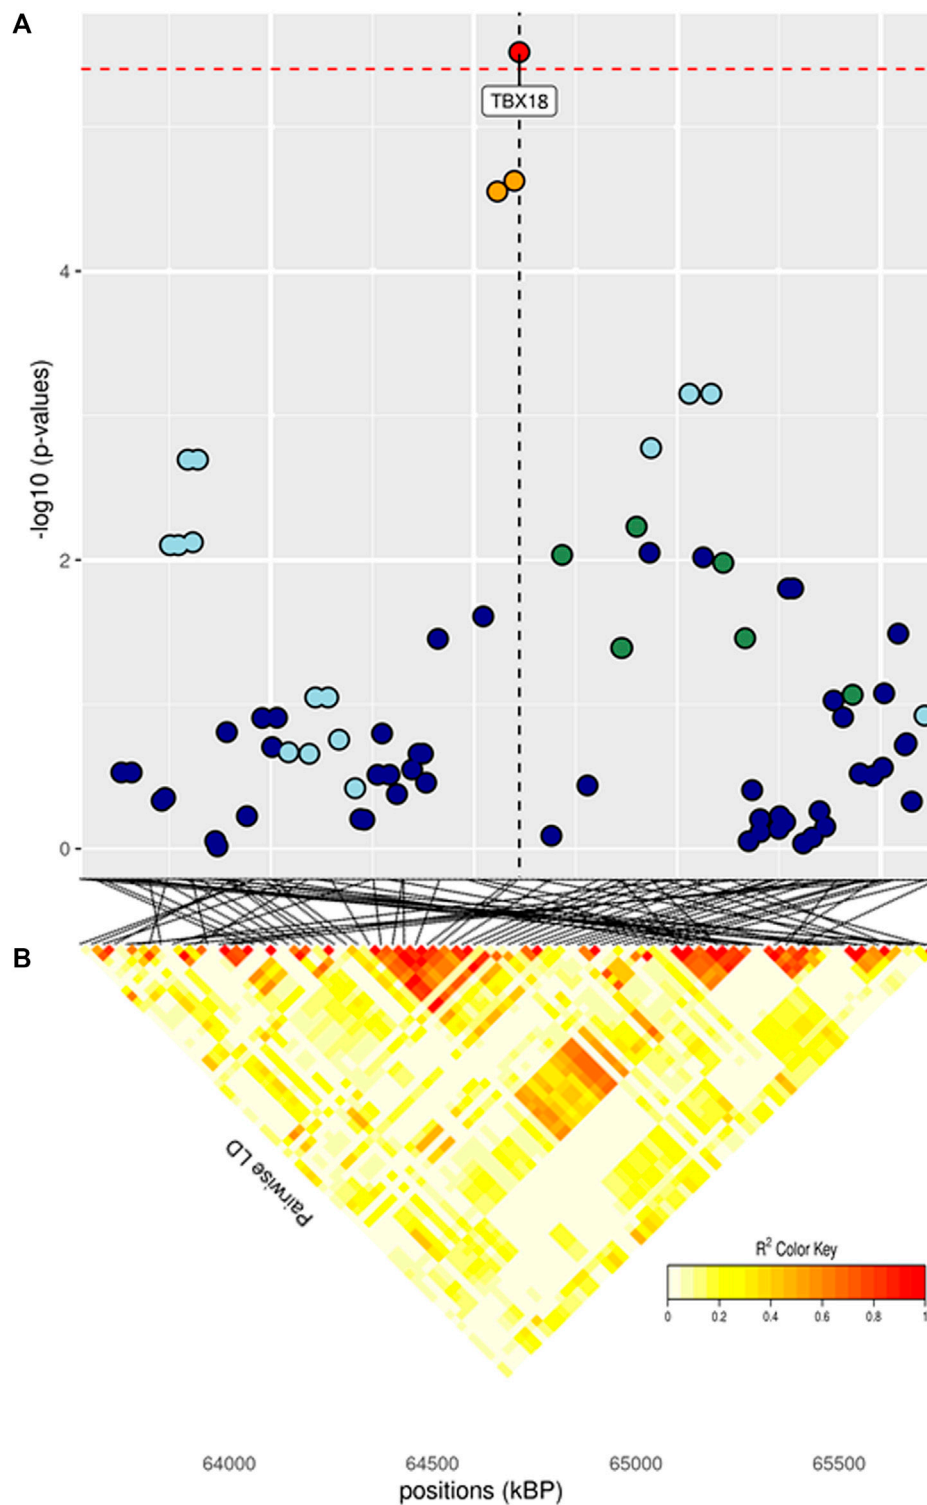 A
TBX18
4
2
0
-log10 (p-values)
B
Pairwise LD
R² Color Key
0 0.2 0.4 0.6 0.8 1
64000 64500 65000 65500
positions (kBP)